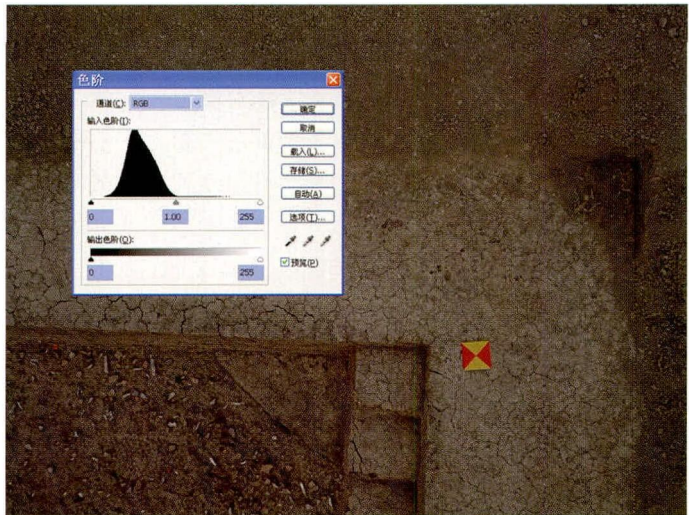 色阶
通道(C): RGB
输入色阶(I):
0 1.00 255
输出色阶(O):
0 255
确定
取消
载入(L)...
存储(S)...
自动(A)
选项(T)...
预览(P)